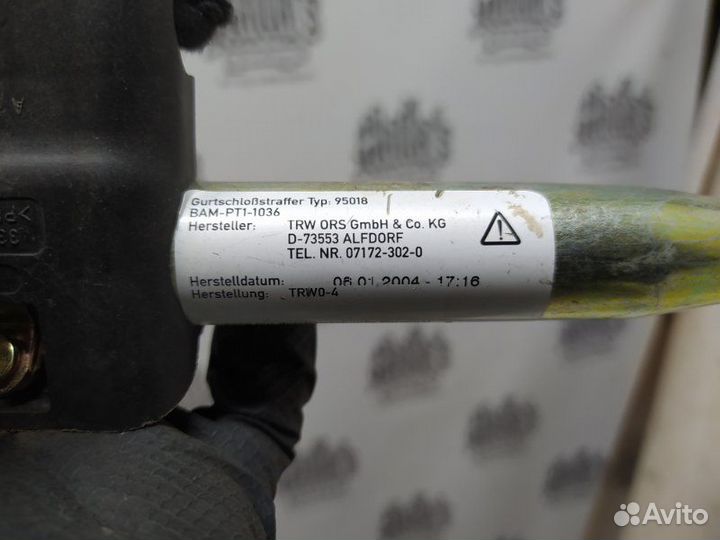 Gurtschloßstraffer Typ: 95018
BAM-PT1-1036
Hersteller: TRW ORS GmbH & Co. KG
D-73553 ALFDORF
TEL. NR. 07172-302-0
Herstelldatum: 06.01.2004 - 17:16
Herstellung: TRW0-4
Avito